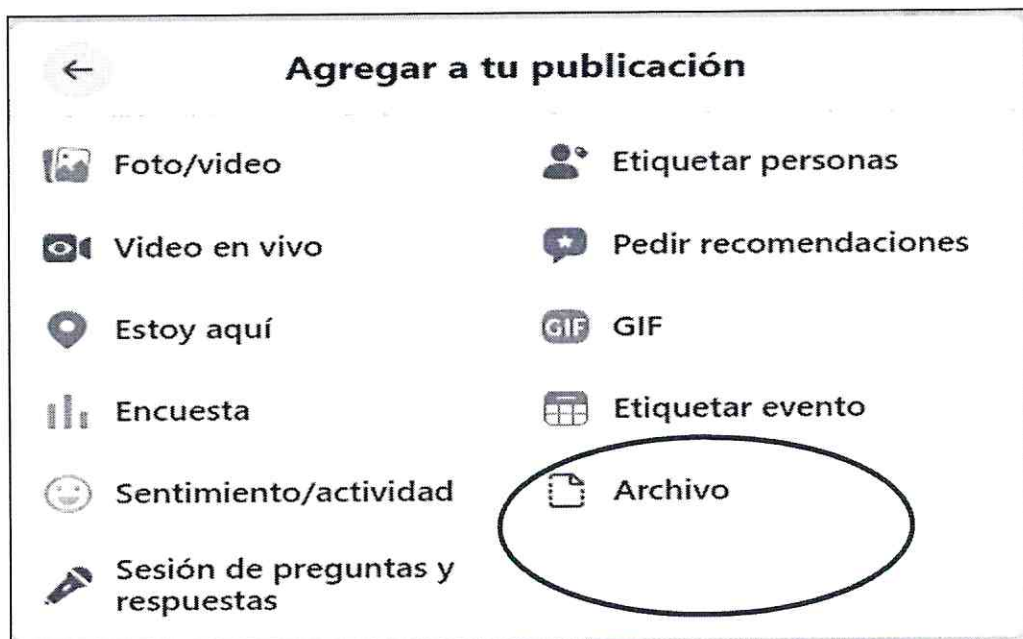 Agregar a tu publicación
Foto/video
Etiquetar personas
Video en vivo
Pedir recomendaciones
Estoy aquí
GIF
GIF
Encuesta
Etiquetar evento
Sentimiento/actividad
Archivo
Sesión de preguntas y
respuestas